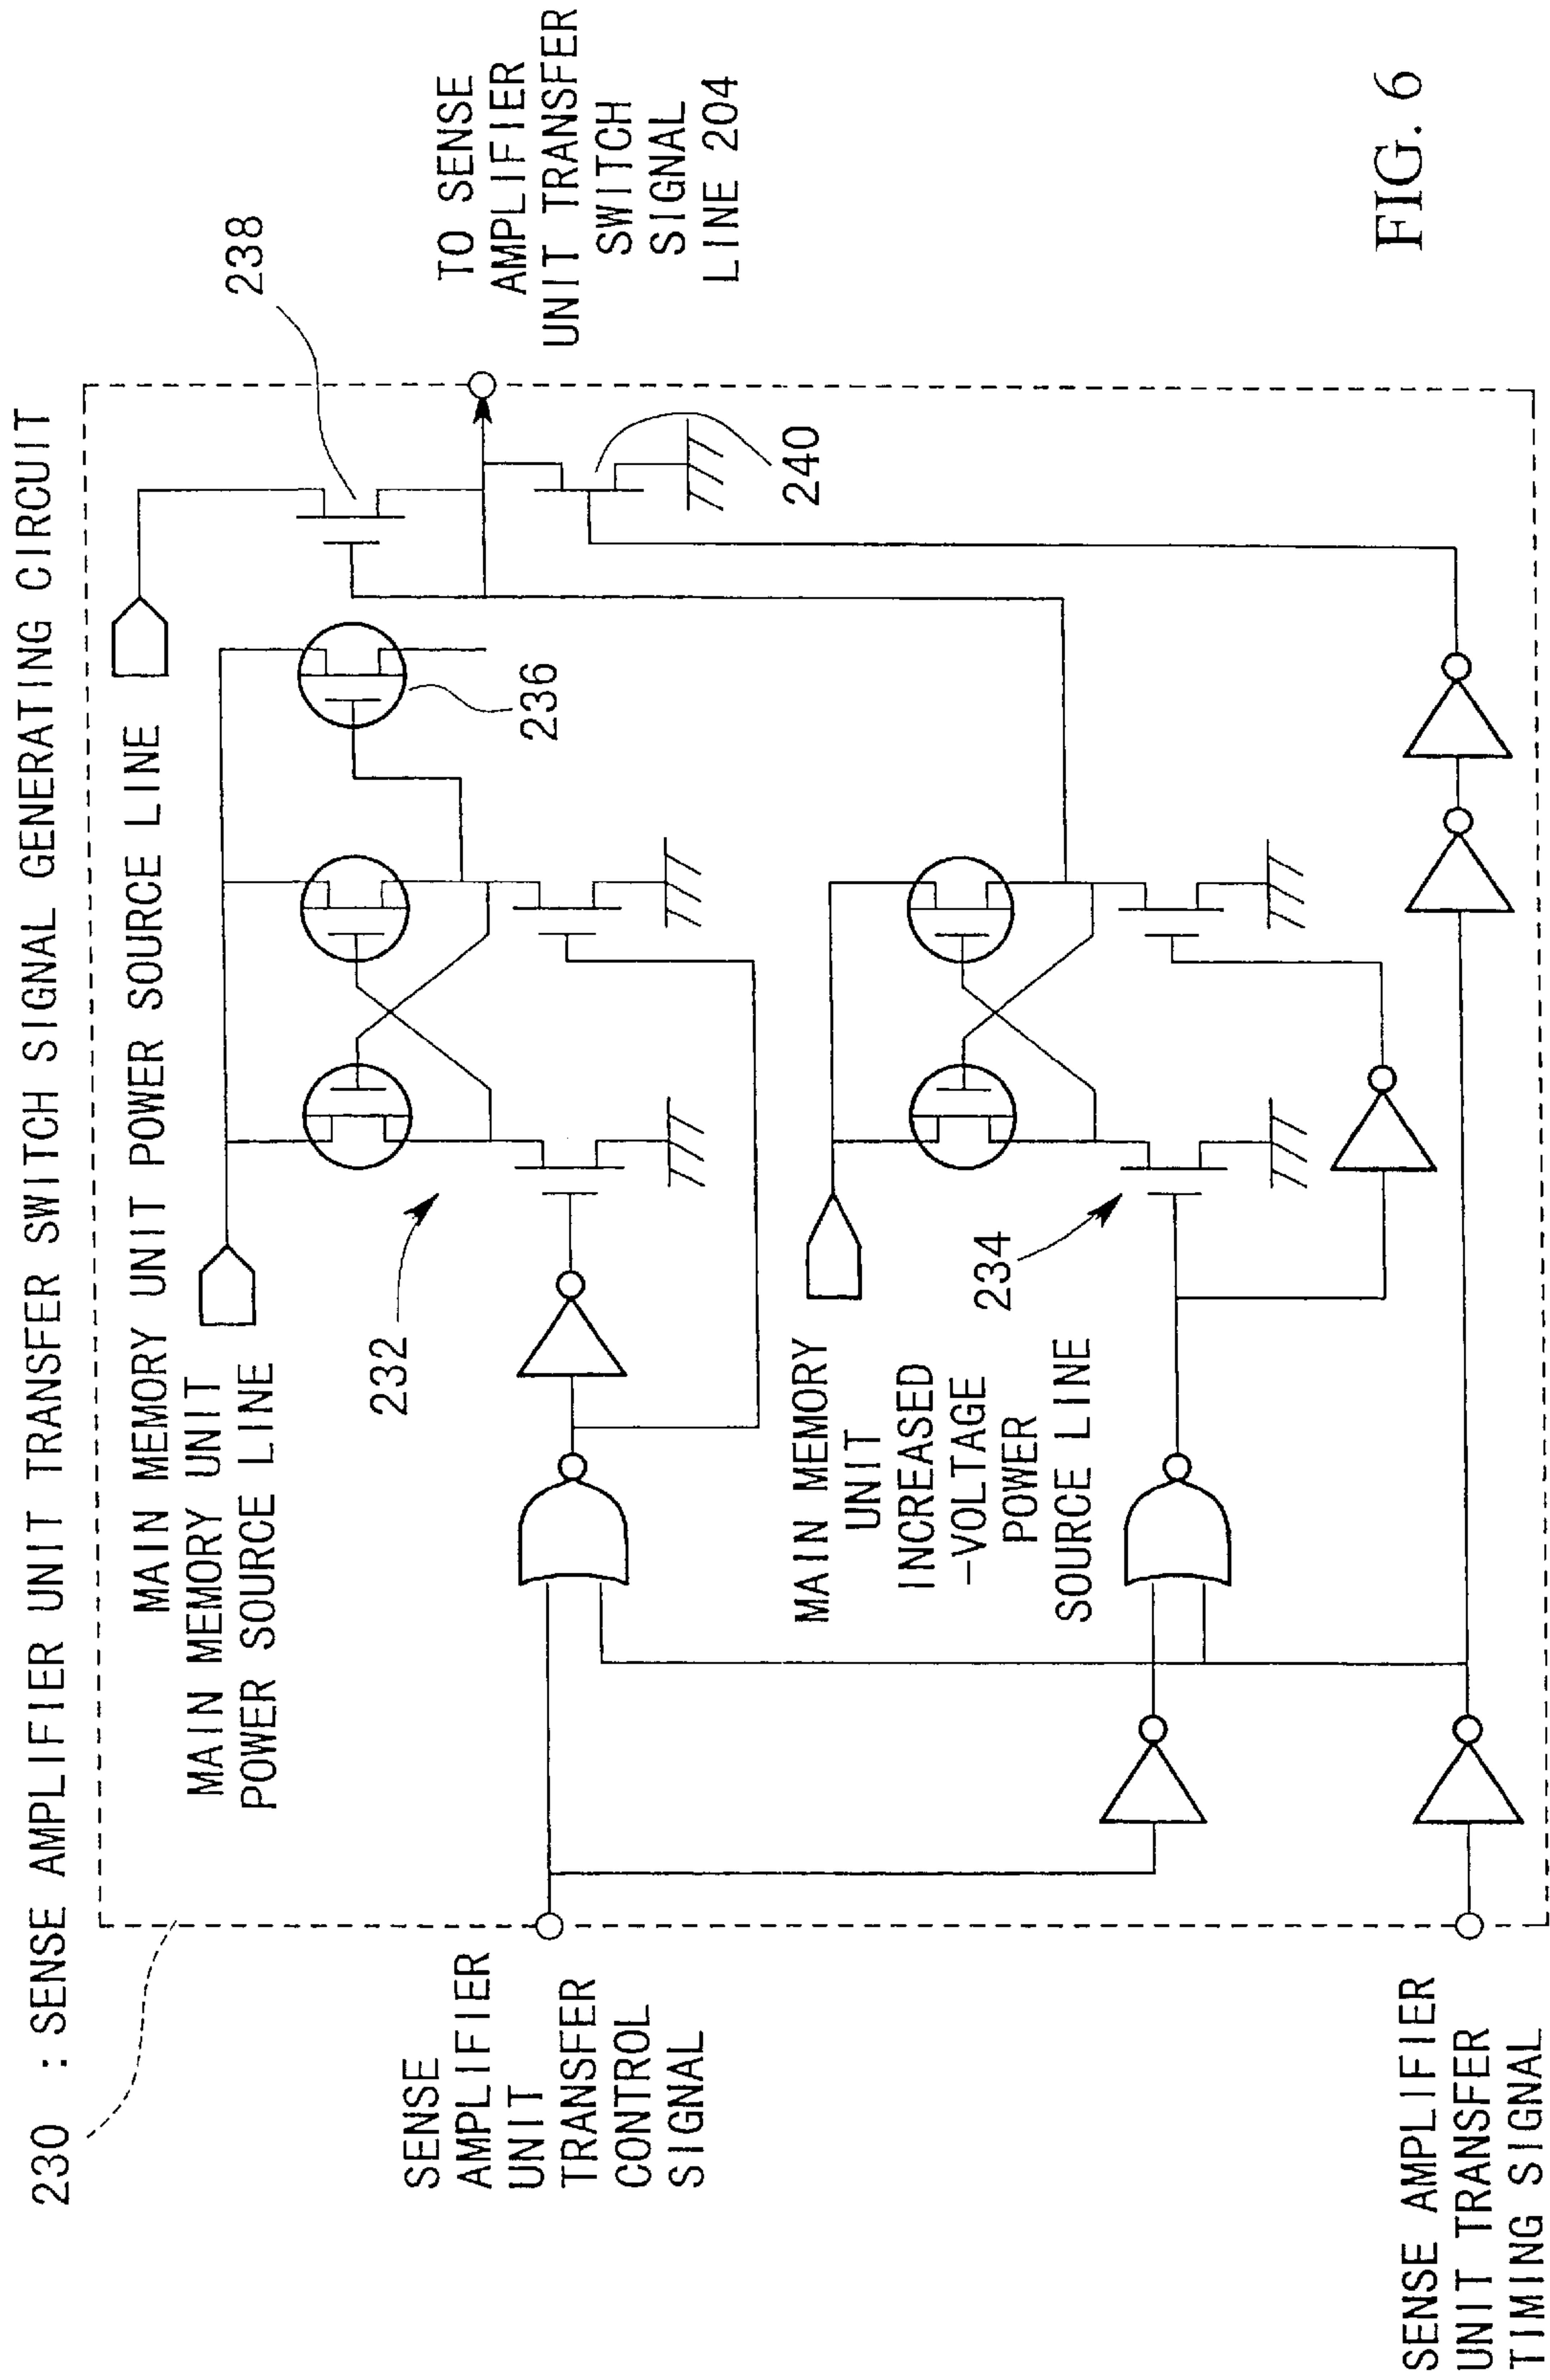 230 : SENSE AMPLIFIER UNIT TRANSFER SWITCH SIGNAL GENERATING CIRCUIT
MAIN MEMORY UNIT POWER SOURCE LINE
MAIN MEMORY UNIT
MAIN MEMORY UNIT
POWER SOURCE LINE
238
TO SENSE
AMPLIFIER
UNIT TRANSFER
SWITCH
SIGNAL
LINE 204
236
232
240
SENSE
AMPLIFIER
UNIT
TRANSFER
CONTROL
SIGNAL
MAIN MEMORY
UNIT
INCREASED
-VOLTAGE
POWER
SOURCE LINE
234
SENSE AMPLIFIER
UNIT TRANSFER
TIMING SIGNAL
FIG. 6